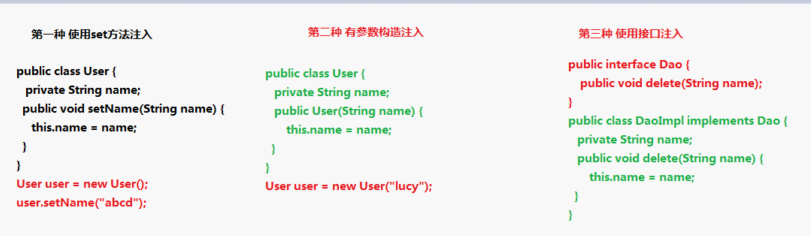 第一种 使用set方法注入
public class User {
private String name;
public void setName(String name) {
this.name = name;
}
}
User user = new User();
user.setName("abcd");
第二种 有参数构造注入
public class User {
private String name;
public User(String name) {
this.name = name;
}
}
User user = new User("lucy");
第三种 使用接口注入
public interface Dao {
public void delete(String name);
}
public class DaoImpl implements Dao {
private String name;
public void delete(String name) {
this.name = name;
}
}